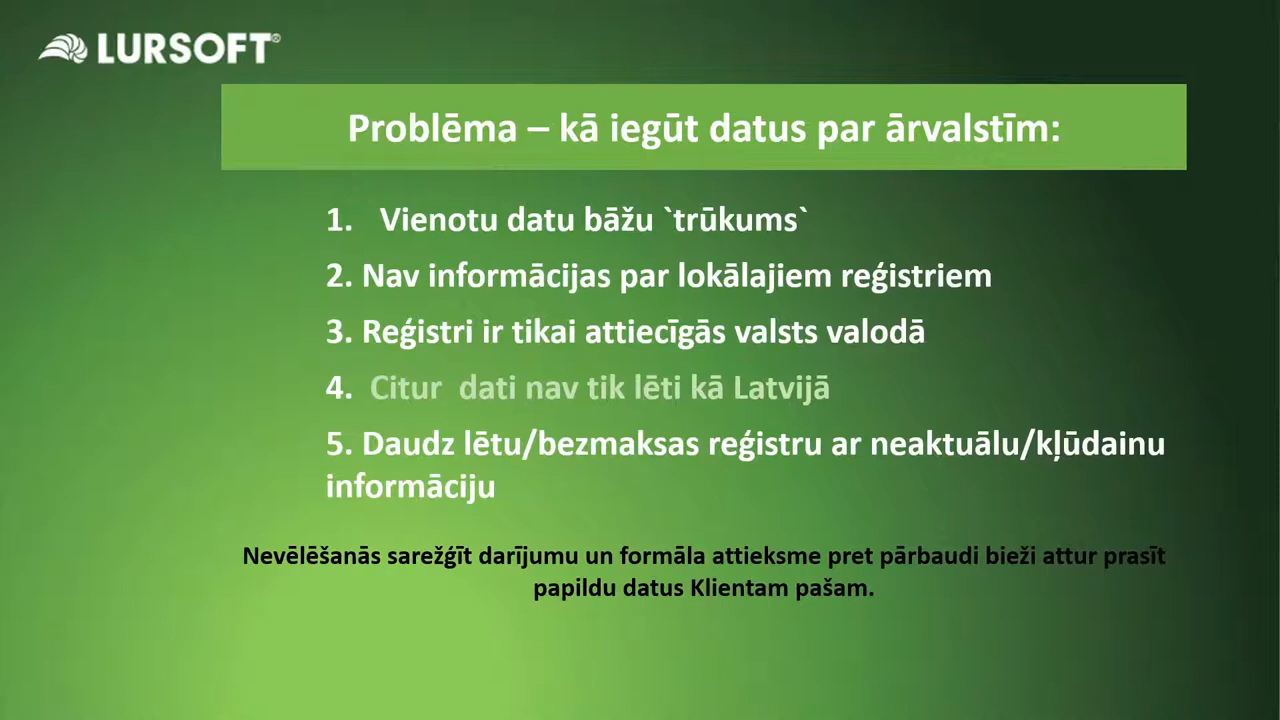 LURSOFT®
Problēma – kā iegūt datus par ārvalstīm:
1. Vienotu datu bāžu `trūkums`
2. Nav informācijas par lokālajiem reģistriem
3. Reģistri ir tikai attiecīgās valsts valodā
4. Citur dati nav tik lēti kā Latvijā
5. Daudz lētu/bezmaksas reģistru ar neaktuālu/kļūdainu
informāciju
Nevēlēšanās sarežģīt darījumu un formāla attieksme pret pārbaudi bieži attur prasīt
papildu datus Klientam pašam.